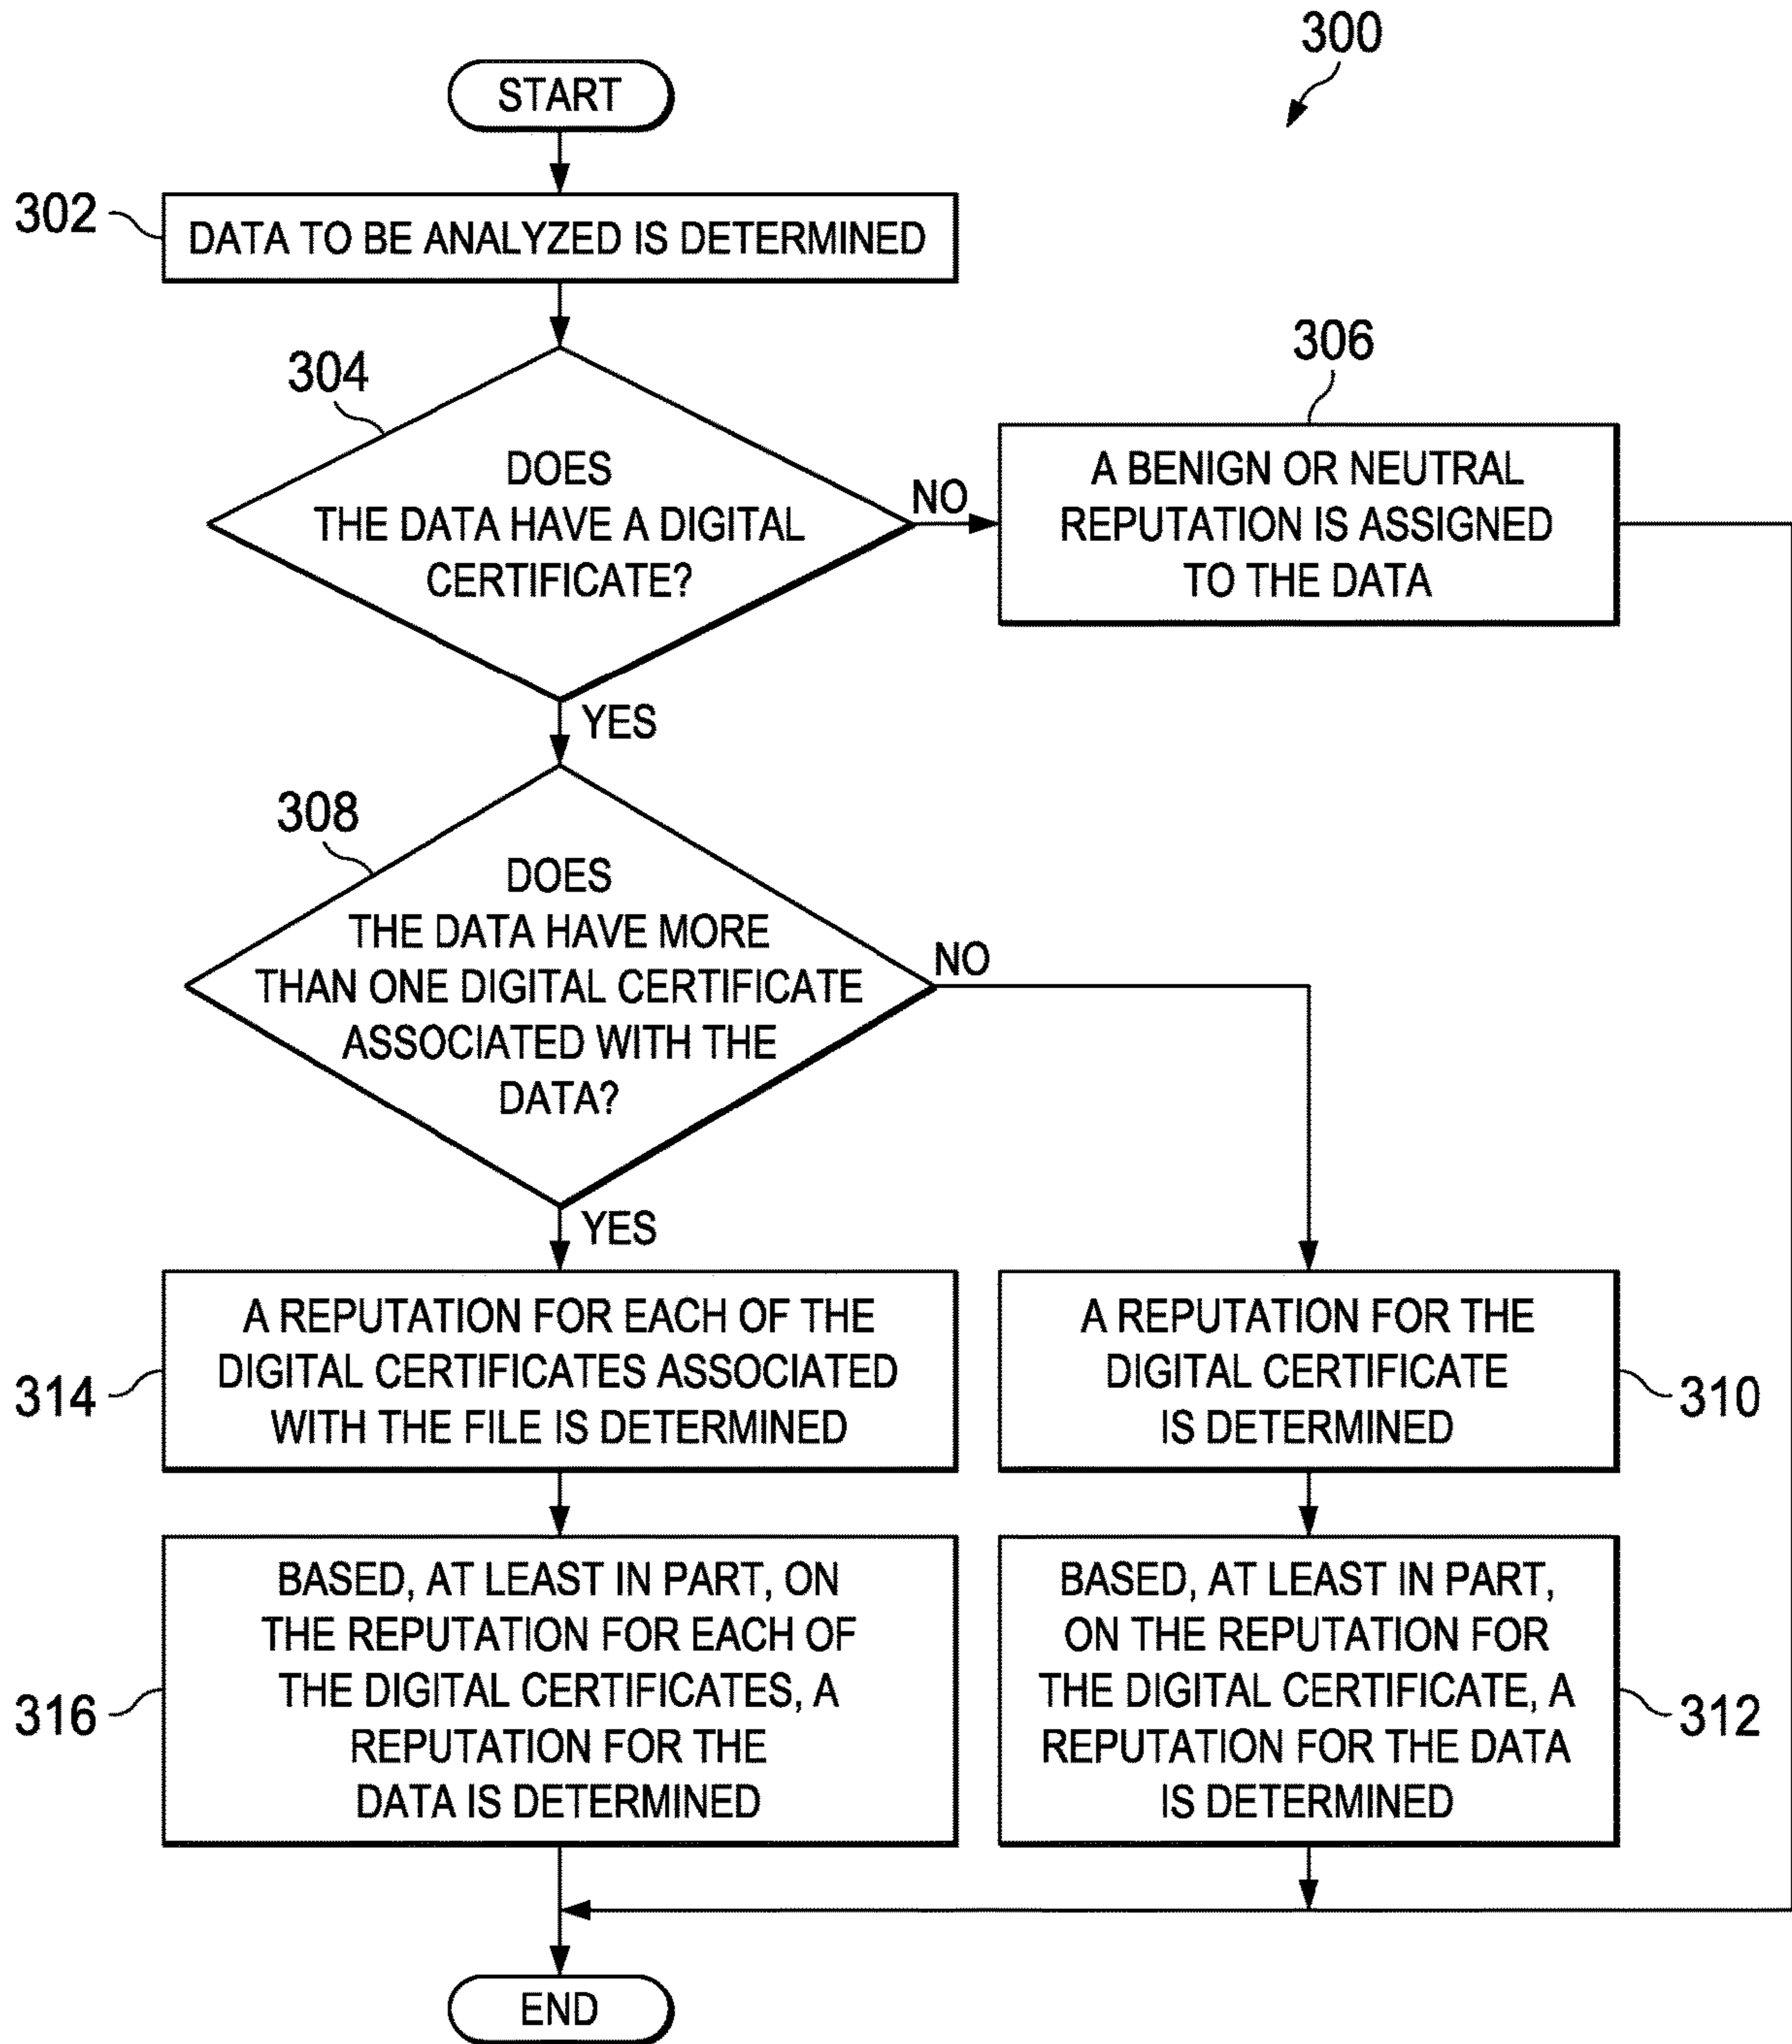 300
START
302
DATA TO BE ANALYZED IS DETERMINED
304
DOES
THE DATA HAVE A DIGITAL
CERTIFICATE?
NO
306
A BENIGN OR NEUTRAL
REPUTATION IS ASSIGNED
TO THE DATA
YES
308
DOES
THE DATA HAVE MORE
THAN ONE DIGITAL CERTIFICATE
ASSOCIATED WITH THE
DATA?
NO
YES
314
A REPUTATION FOR EACH OF THE
DIGITAL CERTIFICATES ASSOCIATED
WITH THE FILE IS DETERMINED
A REPUTATION FOR THE
DIGITAL CERTIFICATE
IS DETERMINED
310
316
BASED, AT LEAST IN PART, ON
THE REPUTATION FOR EACH OF
THE DIGITAL CERTIFICATES, A
REPUTATION FOR THE
DATA IS DETERMINED
BASED, AT LEAST IN PART,
ON THE REPUTATION FOR
THE DIGITAL CERTIFICATE, A
REPUTATION FOR THE DATA
IS DETERMINED
312
END